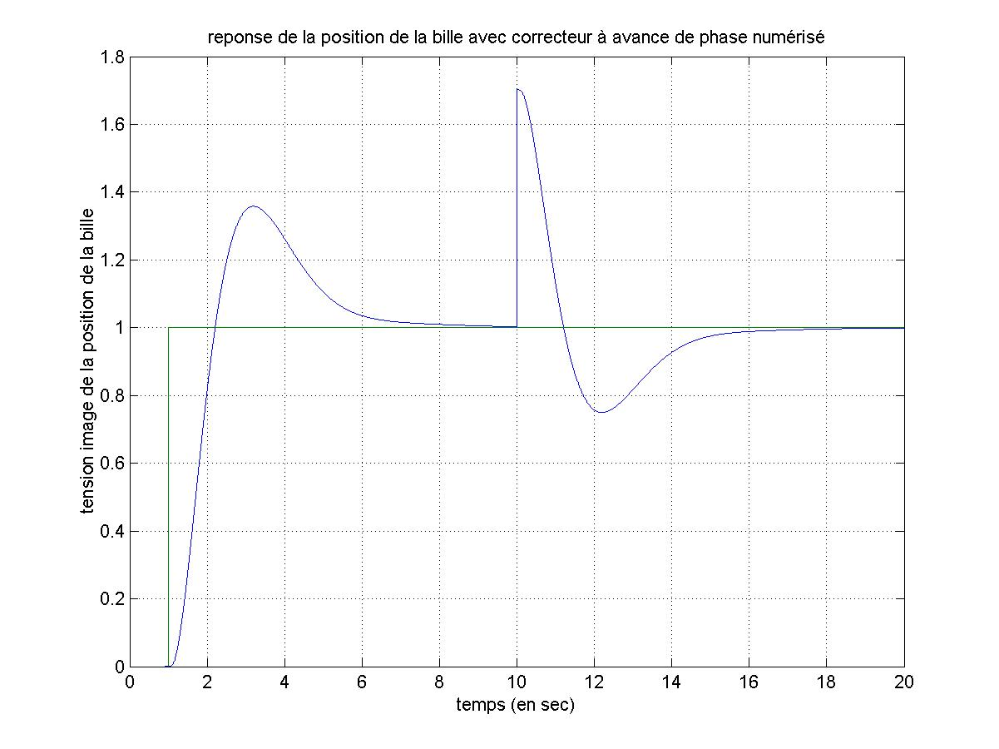 reponse de la position de la bille avec correcteur à avance de phase numérisé
1.8
1.6
1.4
1.2
1
0.8
0.6
0.4
0.2
0
tension image de la position de la bille
0 2 4 6 8 10 12 14 16 18 20
temps (en sec)